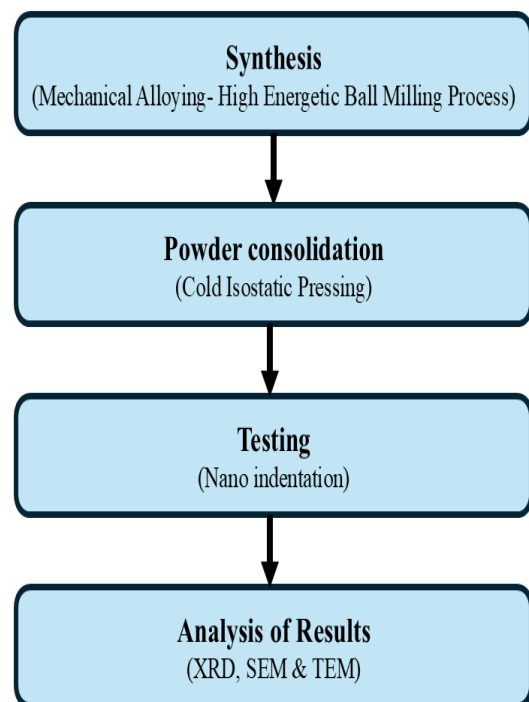 Synthesis
(Mechanical Alloying- High Energetic Ball Milling Process)
Powder consolidation
(Cold Isostatic Pressing)
Testing
(Nano indentation)
Analysis of Results
(XRD, SEM & TEM)